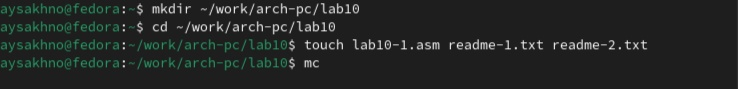 aysakhno@fedora:~$ mkdir ~/work/arch-pc/lab10
aysakhno@fedora:~$ cd ~/work/arch-pc/lab10
aysakhno@fedora:~/work/arch-pc/lab10$ touch lab10-1.asm readme-1.txt readme-2.txt
aysakhno@fedora:~/work/arch-pc/lab10$ mc